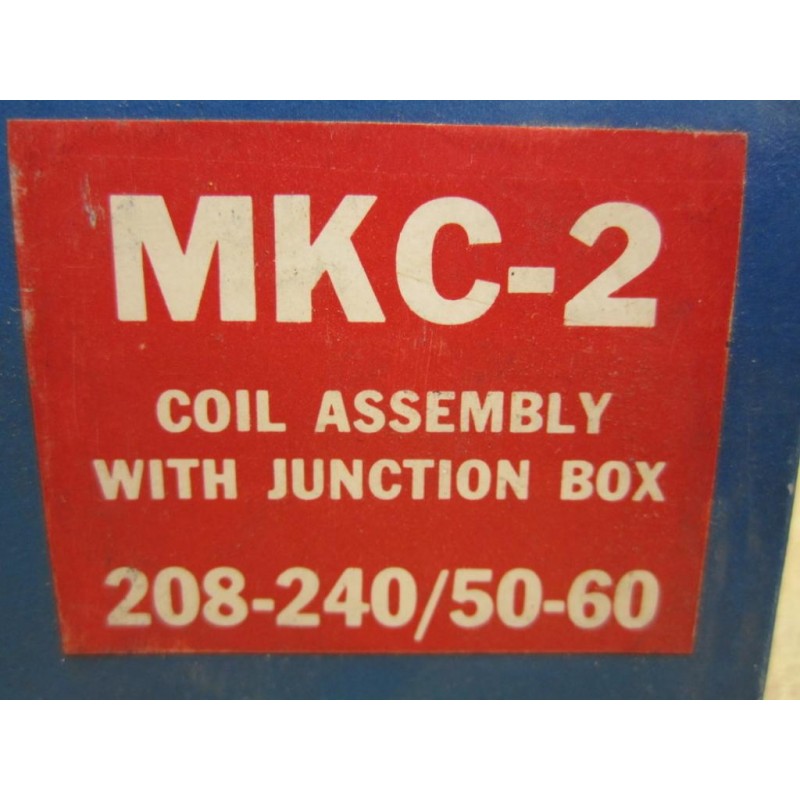 MKC-2
COIL ASSEMBLY
WITH JUNCTION BOX
208-240/50-60